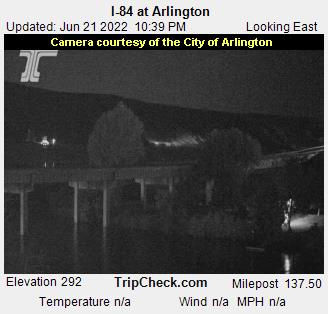 I-84 at Arlington
Updated: Jun 21 2022 10:39 PM Looking East
Camera courtesy of the City of Arlington
Elevation 292 TripCheck.com Milepost 137.50
Temperature n/a Wind n/a MPH n/a